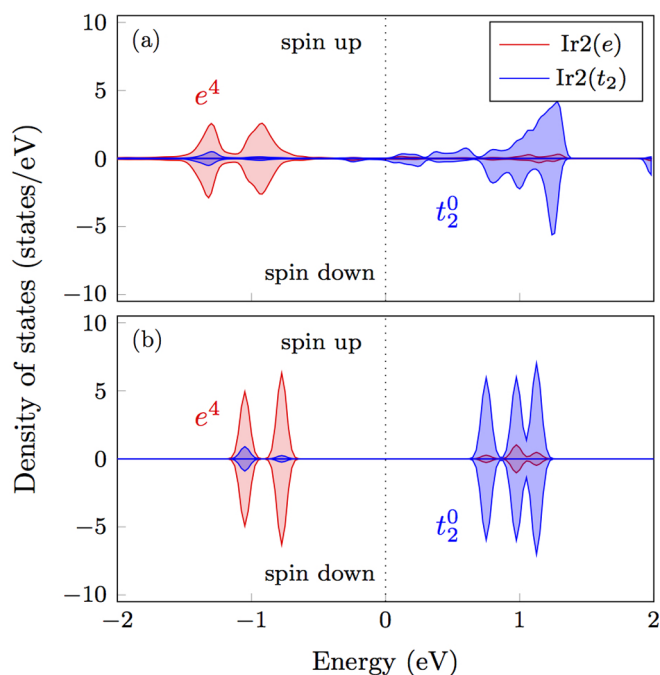 10
5
0
−5
−10
(a)
spin up
Ir2(e)
Ir2(t₂)
e⁴
t₂⁰
spin down
Density of states (states/eV)
10
5
0
−5
−10
(b)
spin up
e⁴
t₂⁰
spin down
−2
−1
0
1
2
Energy (eV)